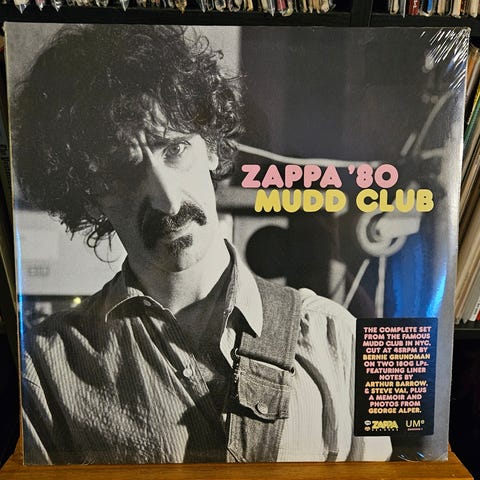 ZAPPA '80
MUDD CLUB
THE COMPLETE SET
FROM THE FAMOUS
MUDD CLUB IN NYC,
CUT AT 45RPM BY
BERNIE GRUNDMAN
ON TWO 180G LPs.
FEATURING LINER
NOTES BY
ARTHUR BARROW,
& STEVE VAI, PLUS
A MEMOIR AND
PHOTOS FROM
GEORGE ALPER.
ZAPPA UMe
RECORDS